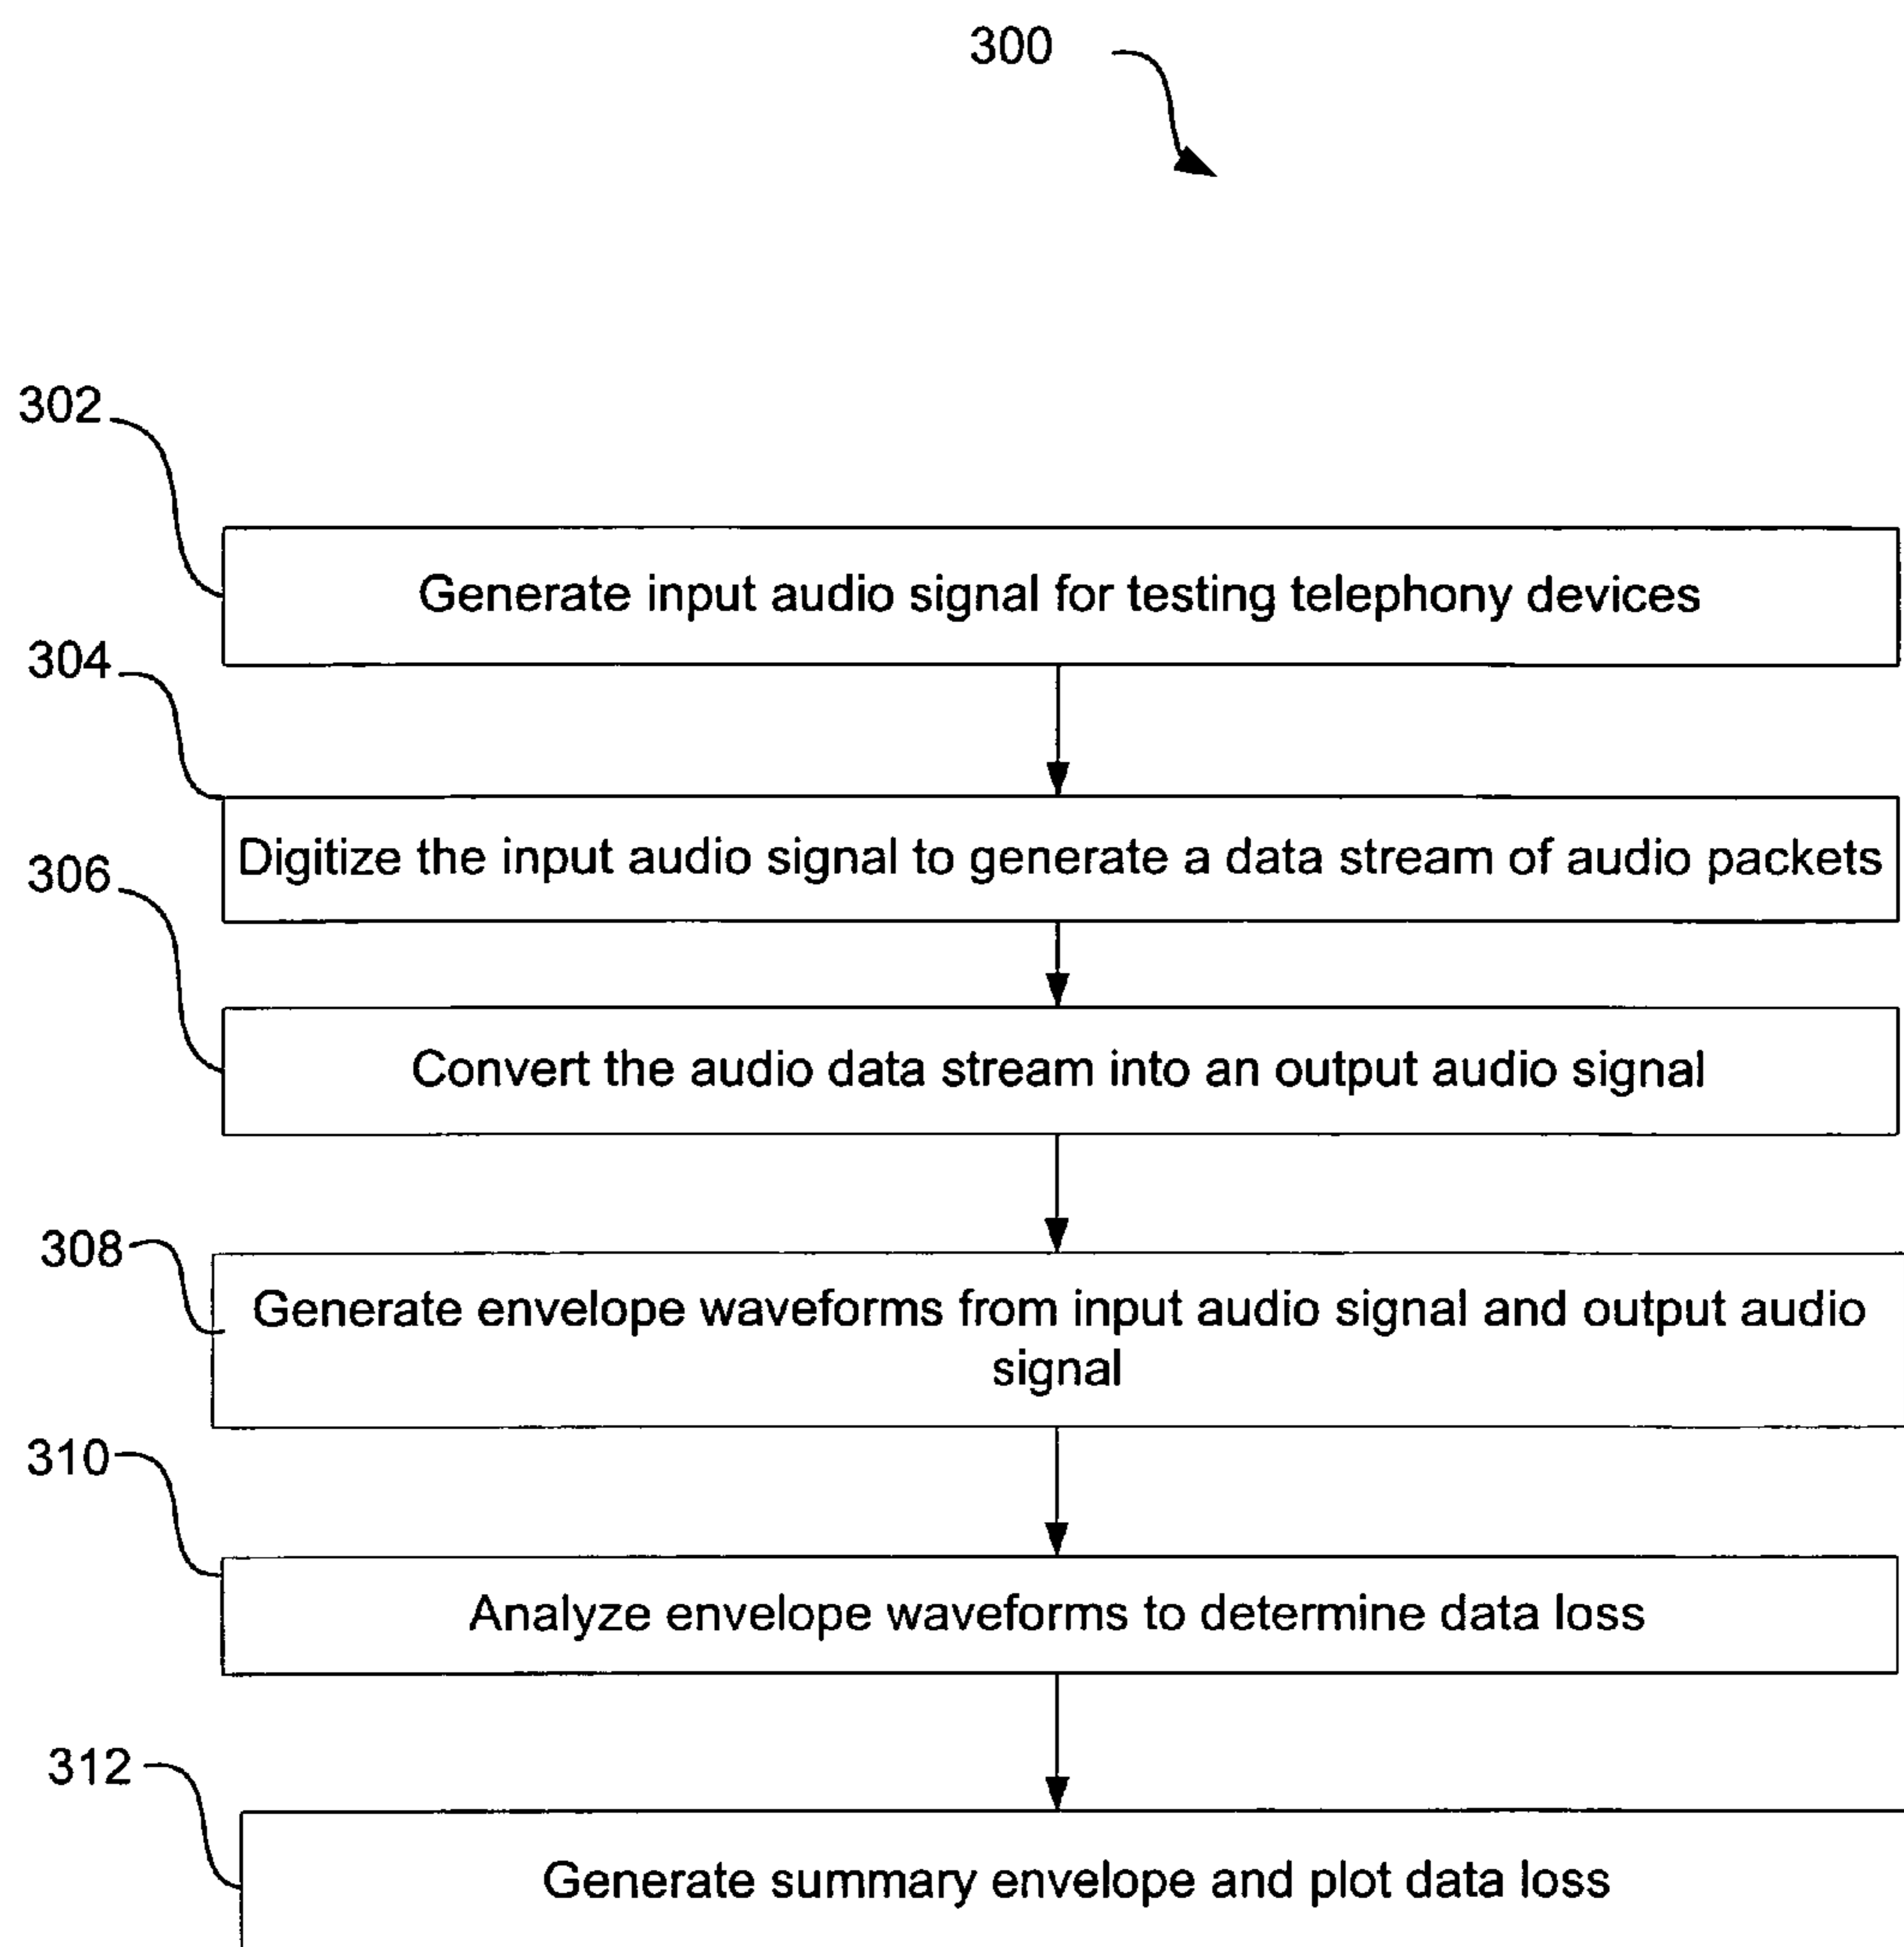 300
302
Generate input audio signal for testing telephony devices
304
Digitize the input audio signal to generate a data stream of audio packets
306
Convert the audio data stream into an output audio signal
308
Generate envelope waveforms from input audio signal and output audio
signal
310
Analyze envelope waveforms to determine data loss
312
Generate summary envelope and plot data loss